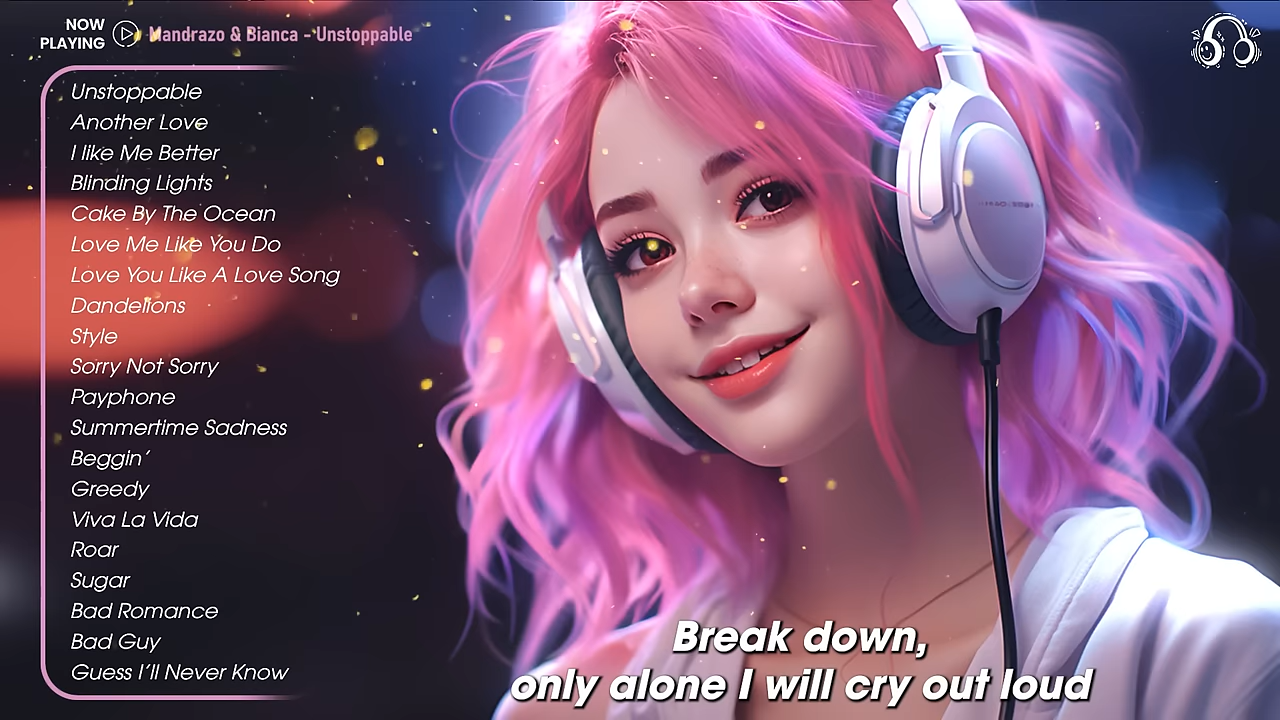 NOW
PLAYING
Mandrazo & Bianca - Unstoppable
Unstoppable
Another Love
I like Me Better
Blinding Lights
Cake By The Ocean
Love Me Like You Do
Love You Like A Love Song
Dandelions
Style
Sorry Not Sorry
Payphone
Summertime Sadness
Beggin’
Greedy
Viva La Vida
Roar
Sugar
Bad Romance
Bad Guy
Guess I’ll Never Know
Break down,
only alone I will cry out loud